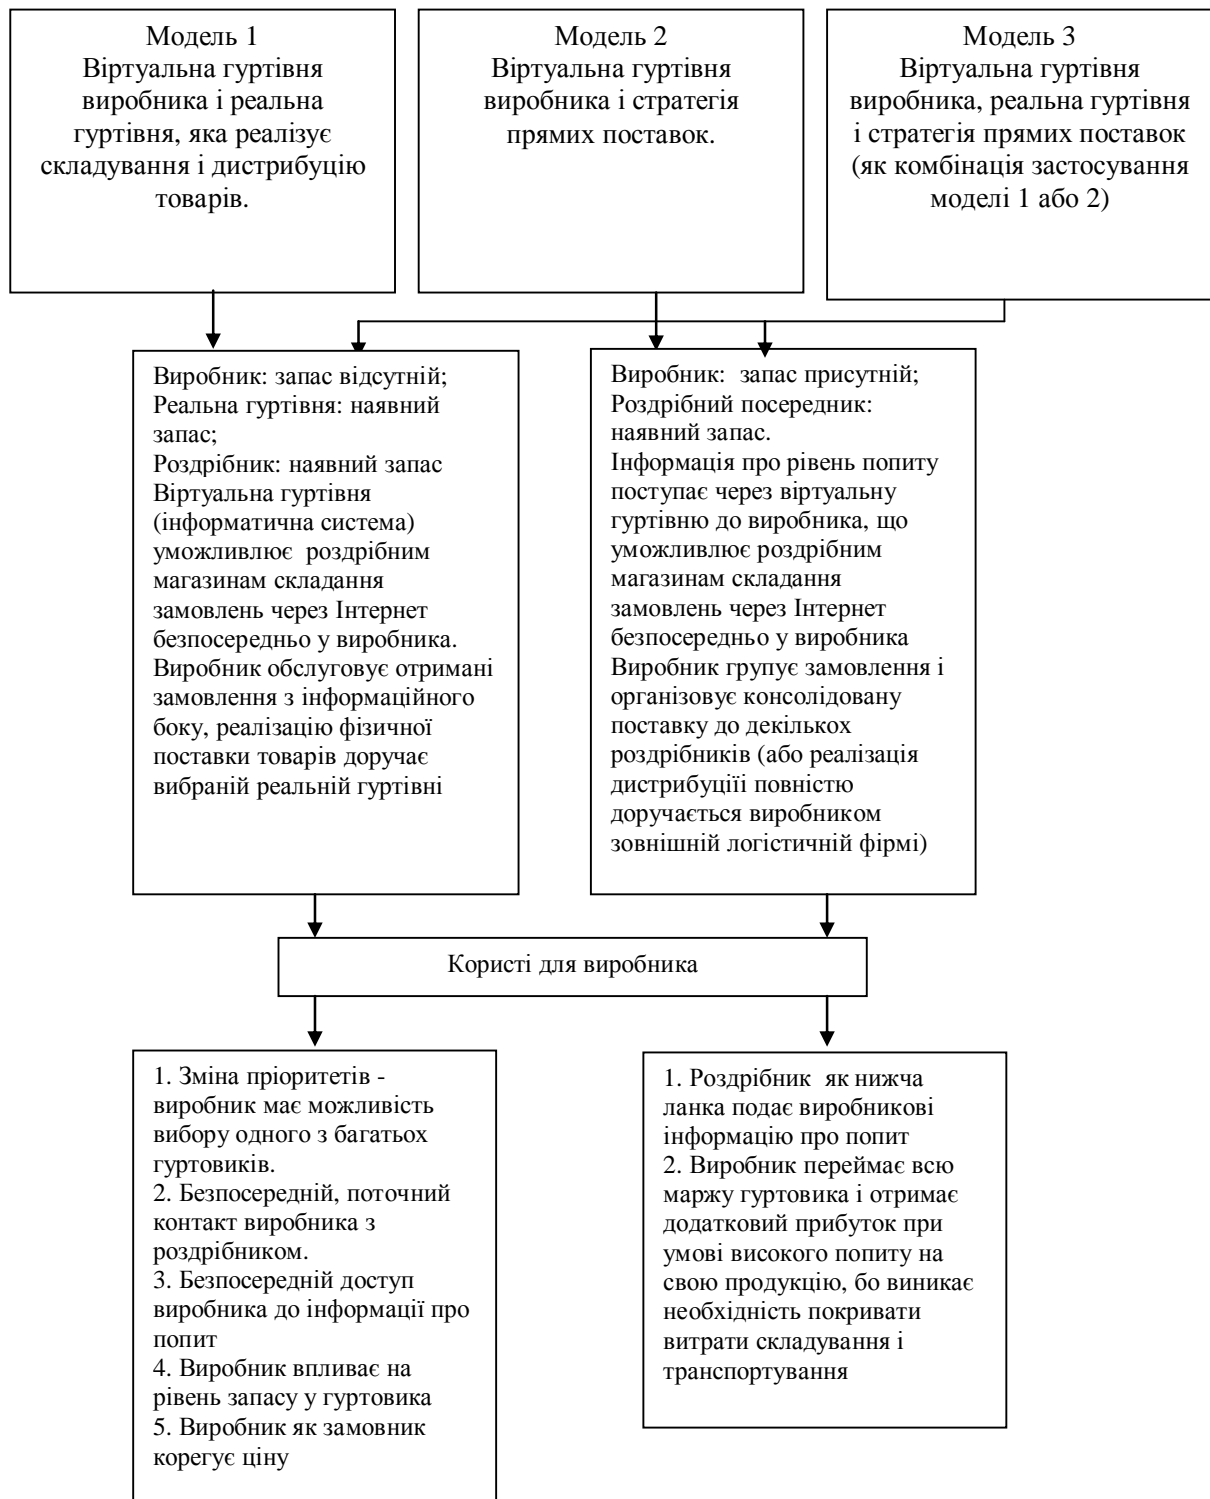 Модель 1
Віртуальна гуртівня
виробника і реальна
гуртівня, яка реалізує
складування і дистрибуцію
товарів.
Модель 2
Віртуальна гуртівня
виробника і стратегія
прямих поставок.
Модель 3
Віртуальна гуртівня
виробника, реальна гуртівня
і стратегія прямих поставок
(як комбінація застосування
моделі 1 або 2)
Виробник: запас відсутній;
Реальна гуртівня: наявний
запас;
Роздрібник: наявний запас
Віртуальна гуртівня
(інформатична система)
уможливлює роздрібним
магазинам складання
замовлень через Інтернет
безпосередньо у виробника.
Виробник обслуговує отримані
замовлення з інформаційного
боку, реалізацію фізичної
поставки товарів доручає
вибраній реальній гуртівні
Виробник: запас присутній;
Роздрібний посередник:
наявний запас.
Інформація про рівень попиту
поступає через віртуальну
гуртівню до виробника, що
уможливлює роздрібним
магазинам складання
замовлень через Інтернет
безпосередньо у виробника
Виробник групує замовлення і
організовує консолідовану
поставку до декількох
роздрібників (або реалізація
дистрибуціїї повністю
доручається виробником
зовнішній логістичній фірмі)
Користі для виробника
1. Зміна пріоритетів -
виробник має можливість
вибору одного з багатьох
гуртовиків.
2. Безпосередній, поточний
контакт виробника з
роздрібником.
3. Безпосередній доступ
виробника до інформації про
попит
4. Виробник впливає на
рівень запасу у гуртовика
5. Виробник як замовник
корегує ціну
1. Роздрібник як нижча
ланка подає виробникові
інформацію про попит
2. Виробник переймає всю
маржу гуртовика і отримає
додатковий прибуток при
умові високого попиту на
свою продукцію, бо виникає
необхідність покривати
витрати складування і
транспортування